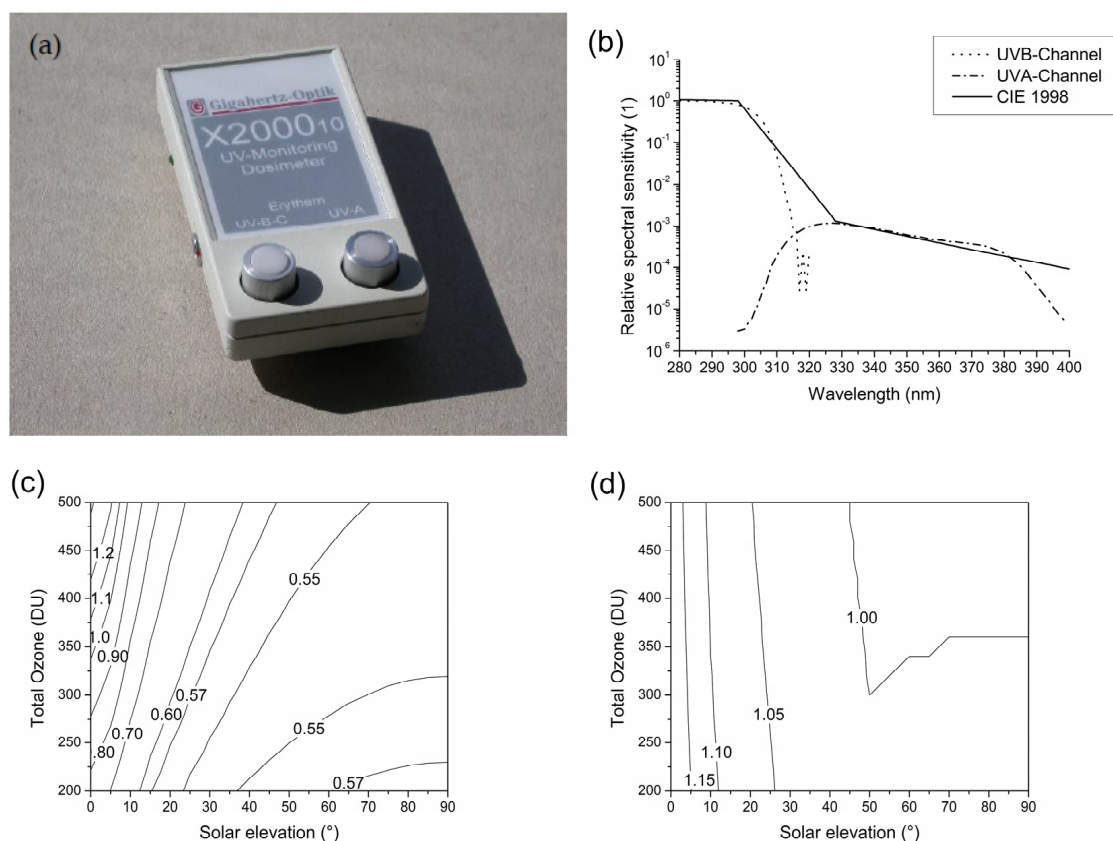 (a)
Gigahertz-Optik
X2000 10
UV-Monitoring
Dosimeter
Erythem
UV-B-C UV-A
(b)
UVB-Channel
UVA-Channel
CIE 1998
Relative spectral sensitivity (1)
10^1
10^0
10^-1
10^-2
10^-3
10^-4
10^-5
10^-6
280 290 300 310 320 330 340 350 360 370 380 390 400
Wavelength (nm)
(c)
Total Ozone (DU)
500
450
400
350
300
250
200
1.2
1.1
1.0
0.90
.80
0.70
0.60
0.57
0.55
0.55
0.57
0 10 20 30 40 50 60 70 80 90
Solar elevation (°)
(d)
Total Ozone (DU)
500
450
400
350
300
250
200
1.00
1.05
1.10
1.15
0 10 20 30 40 50 60 70 80 90
Solar elevation (°)